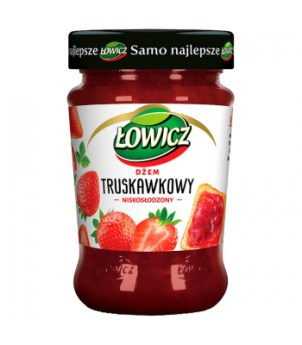 najlepsze ŁOWICZ Samo najlepsze
ŁOWICZ
DŻEM
TRUSKAWKOWY
NISKOSŁODZONY